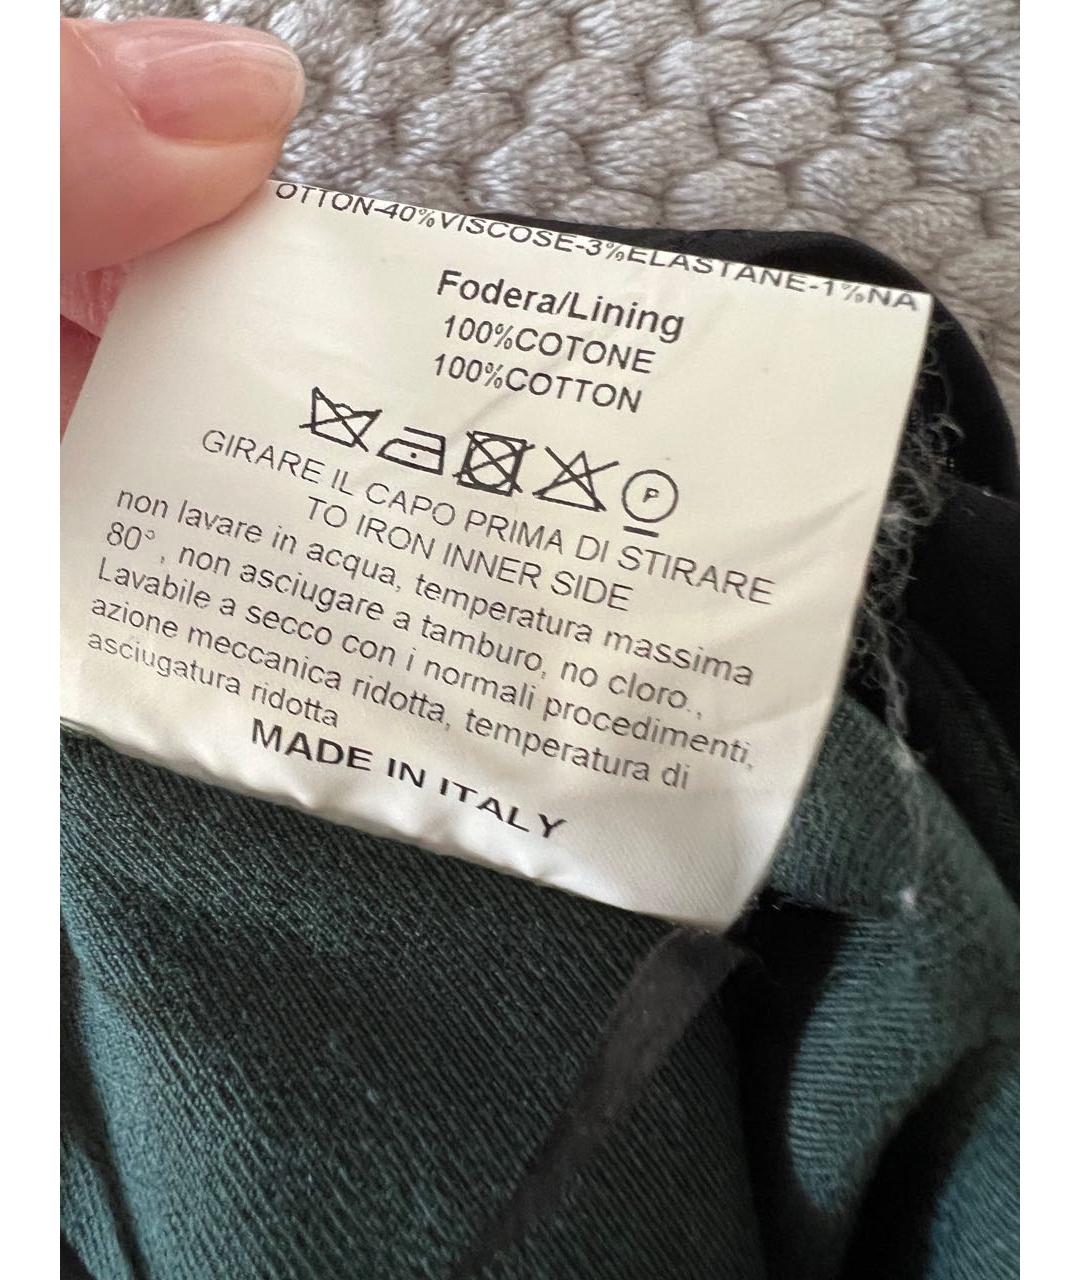 OTTON-40%VISCOSE-3%ELASTANE-1%NA
Fodera/Lining
100%COTONE
100%COTTON
P
GIRARE IL CAPO PRIMA DI STIRARE
TO IRON INNER SIDE
non lavare in acqua, temperatura massima
80°, non asciugare a tamburo, no cloro.,
Lavabile a secco con i normali procedimenti,
azione meccanica ridotta, temperatura di
asciugatura ridotta
MADE IN ITALY